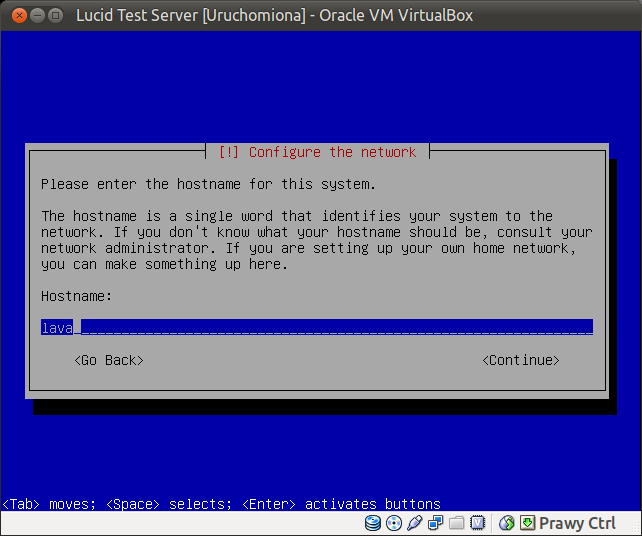 Lucid Test Server [Uruchomiona] - Oracle VM VirtualBox
[!] Configure the network
Please enter the hostname for this system.
The hostname is a single word that identifies your system to the
network. If you don't know what your hostname should be, consult your
network administrator. If you are setting up your own home network,
you can make something up here.
Hostname:
lava
<Go Back> <Continue>
<Tab> moves; <Space> selects; <Enter> activates buttons
Prawy Ctrl